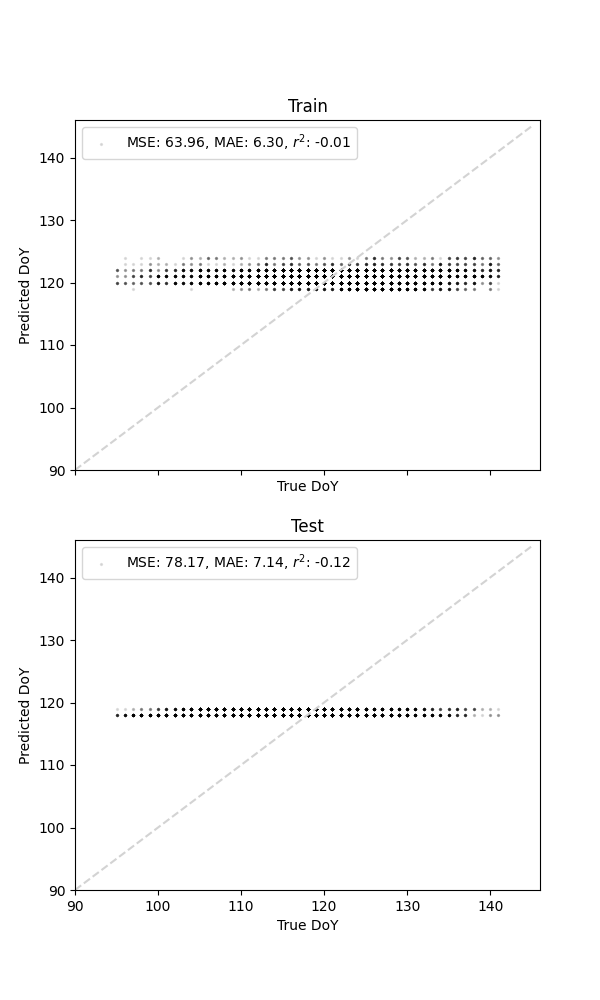 Train
MSE: 63.96, MAE: 6.30, r²: -0.01
140
130
120
110
100
90
Predicted DoY
True DoY
Test
MSE: 78.17, MAE: 7.14, r²: -0.12
140
130
120
110
100
90
Predicted DoY
90 100 110 120 130 140
True DoY